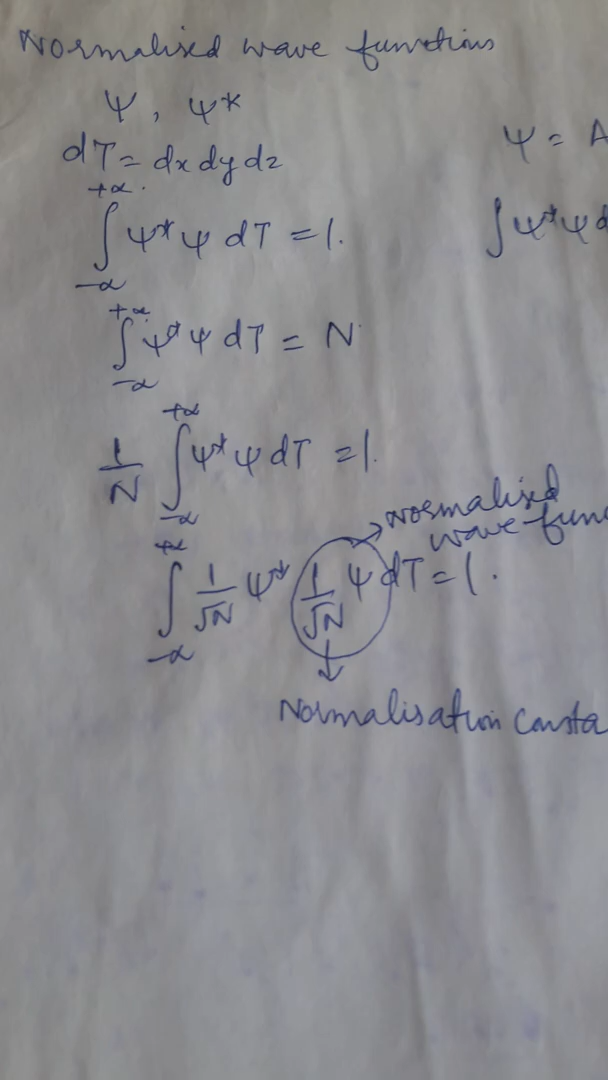 Normalised wave functions
ψ, ψ*
dT = dx dy dz
ψ = A
+α
∫ ψ*ψ dT = 1.
-α
∫ψ*ψ d
+α
∫ψ*ψ dT = N
-α
+α
1/N ∫ψ*ψ dT = 1.
-α
→ Normalised
wave func
+α
∫ 1/√N ψ* 1/√N ψ dT = 1.
-α
↓
Normalisation consta